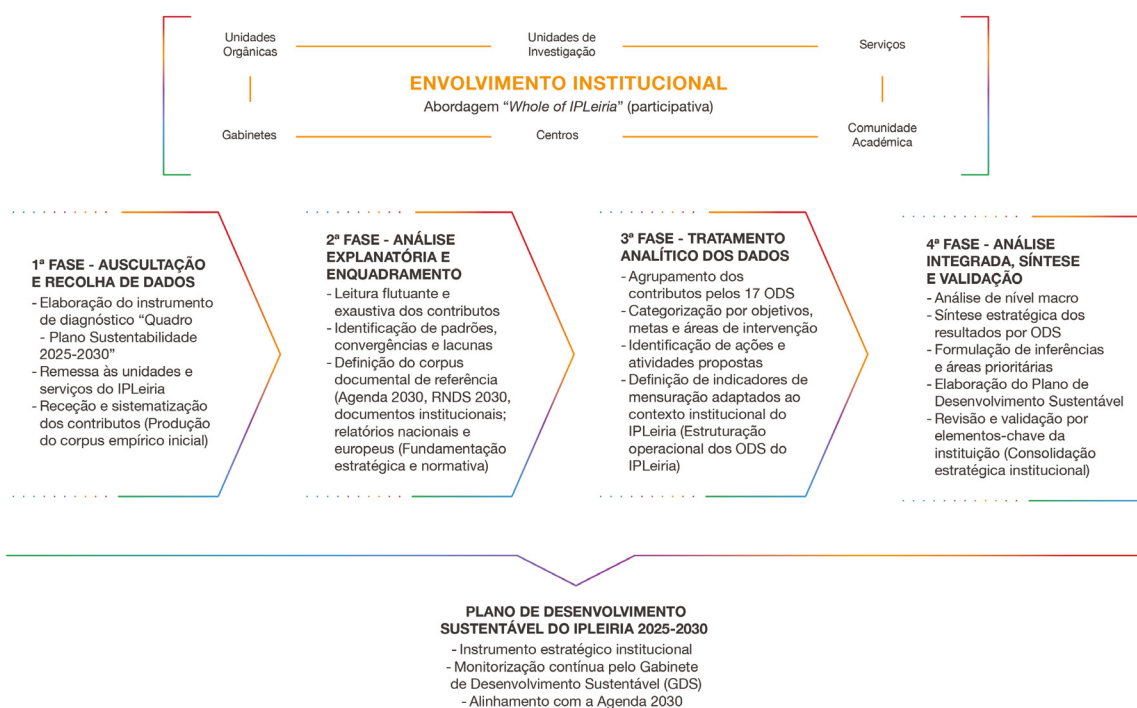 Unidades
Orgânicas
Unidades de
Investigação
Serviços
ENVOLVIMENTO INSTITUCIONAL
Abordagem “Whole of IPLeiria” (participativa)
Gabinetes
Centros
Comunidade
Académica
1ª FASE - AUSCULTAÇÃO
E RECOLHA DE DADOS
- Elaboração do instrumento
de diagnóstico “Quadro
- Plano Sustentabilidade
2025-2030”
- Remessa às unidades e
serviços do IPLeiria
- Receção e sistematização
dos contributos (Produção
do corpus empírico inicial)
2ª FASE - ANÁLISE
EXPLANATÓRIA E
ENQUADRAMENTO
- Leitura flutuante e
exaustiva dos contributos
- Identificação de padrões,
convergências e lacunas
- Definição do corpus
documental de referência
(Agenda 2030, RNDS 2030,
documentos institucionais;
relatórios nacionais e
europeus (Fundamentação
estratégica e normativa)
3ª FASE - TRATAMENTO
ANALÍTICO DOS DADOS
- Agrupamento dos
contributos pelos 17 ODS
- Categorização por objetivos,
metas e áreas de intervenção
- Identificação de ações e
atividades propostas
- Definição de indicadores de
mensuração adaptados ao
contexto institucional do
IPLeiria (Estruturação
operacional dos ODS do
IPLeiria)
4ª FASE - ANÁLISE
INTEGRADA, SÍNTESE
E VALIDAÇÃO
- Análise de nível macro
- Síntese estratégica dos
resultados por ODS
- Formulação de inferências
e áreas prioritárias
- Elaboração do Plano de
Desenvolvimento Sustentável
- Revisão e validação por
elementos-chave da
instituição (Consolidação
estratégica institucional)
PLANO DE DESENVOLVIMENTO
SUSTENTÁVEL DO IPLEIRIA 2025-2030
- Instrumento estratégico institucional
- Monitorização contínua pelo Gabinete
de Desenvolvimento Sustentável (GDS)
- Alinhamento com a Agenda 2030